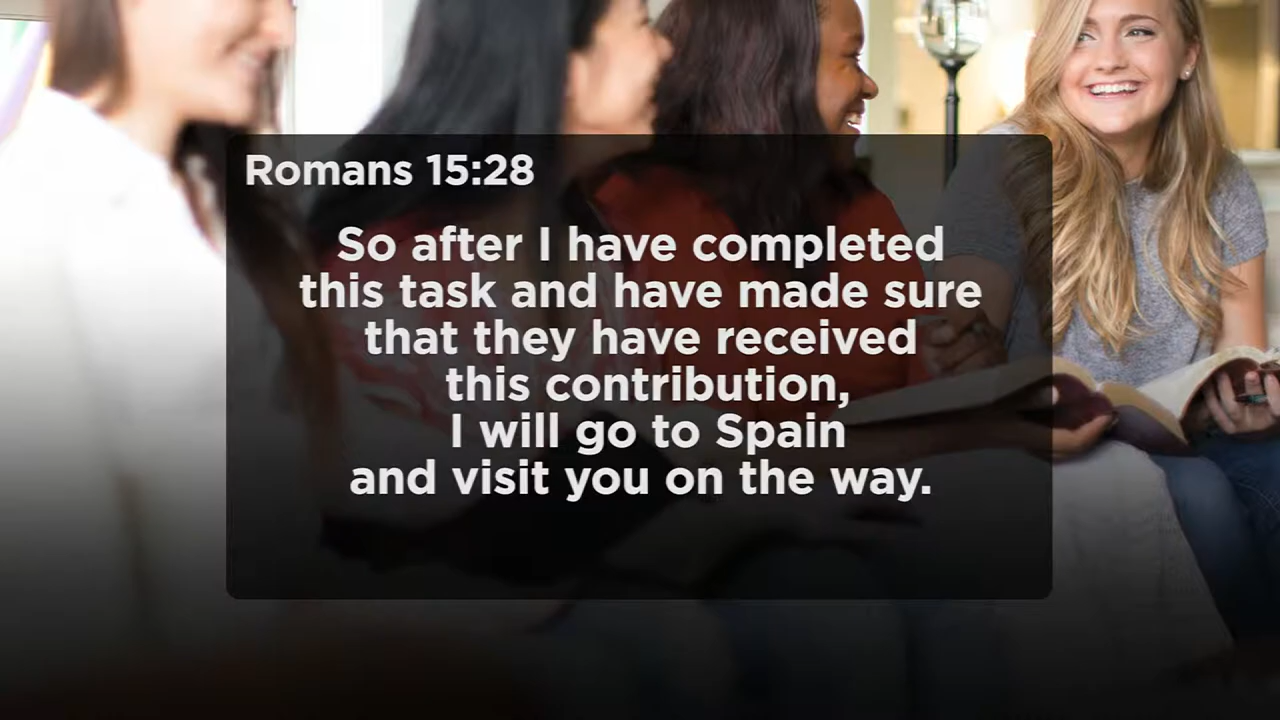 Romans 15:28
So after I have completed
this task and have made sure
that they have received
this contribution,
I will go to Spain
and visit you on the way.